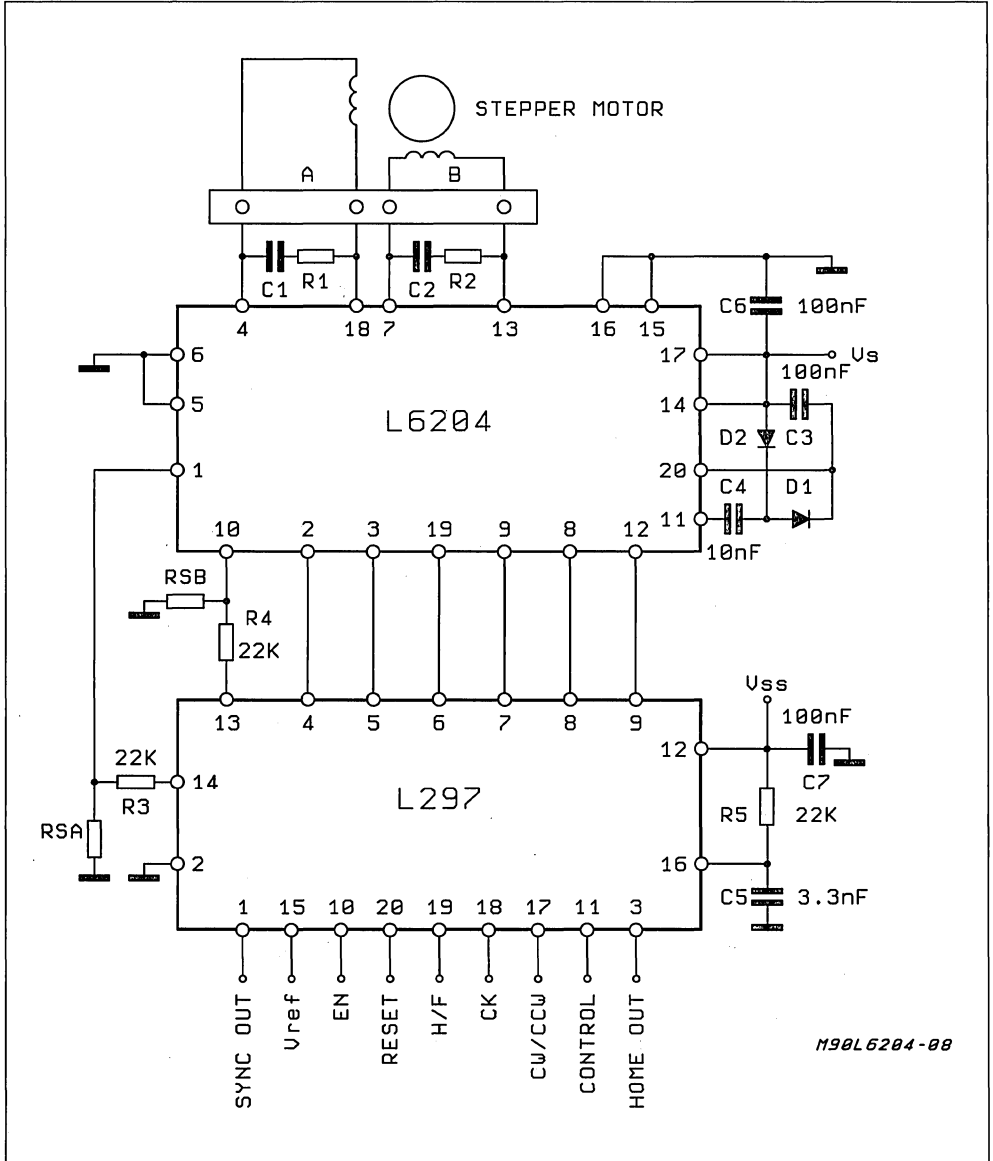 STEPPER MOTOR
A
B
C1
R1
C2
R2
4
18
7
13
16
15
C6
100nF
6
17
Vs
100nF
5
14
L6204
D2
C3
1
20
C4
D1
11
10nF
10
2
3
19
9
8
12
RSB
R4
22K
Vss
13
4
5
6
7
8
9
100nF
12
22K
14
C7
R3
L297
R5
22K
RSA
2
16
C5
3.3nF
1
15
10
20
19
18
17
11
3
SYNC OUT
Vref
EN
RESET
H/F
CK
CW/CCW
CONTROL
HOME OUT
M90L6204-08